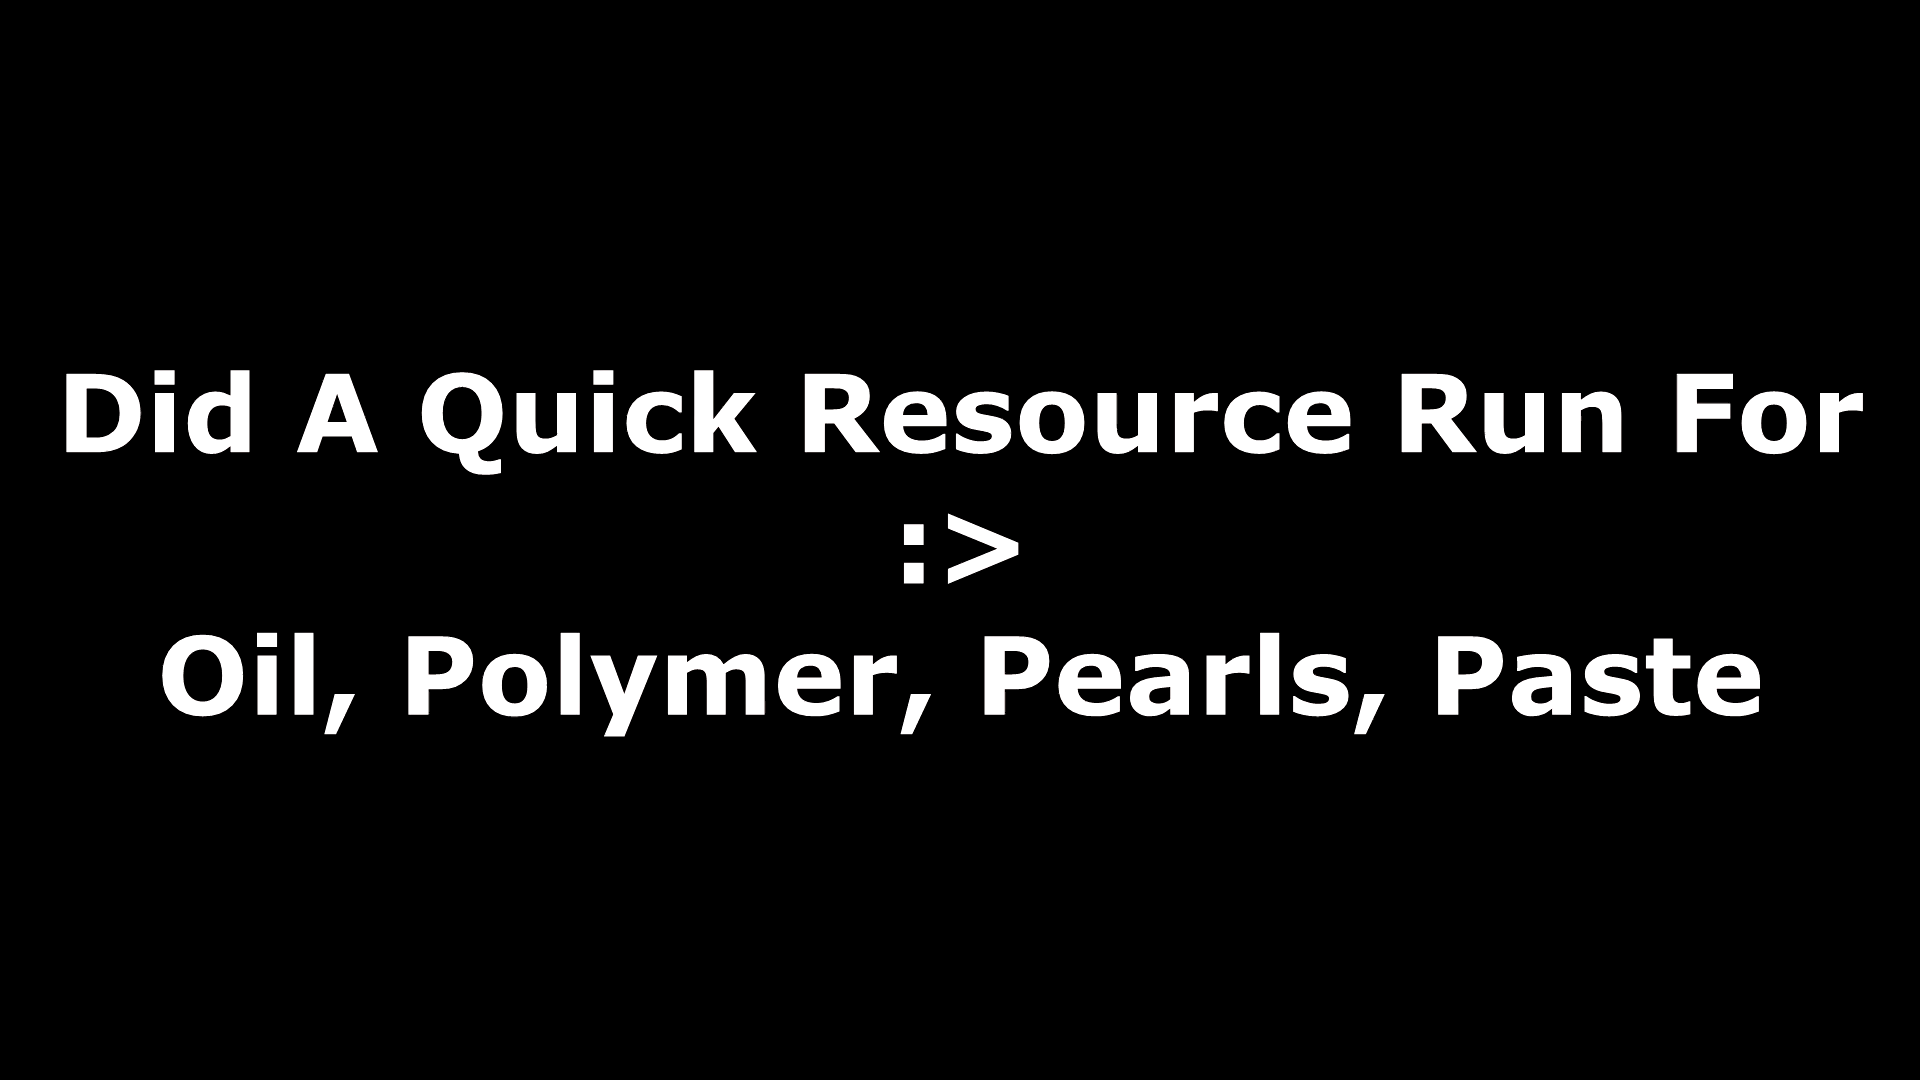 Did A Quick Resource Run For
:>
Oil, Polymer, Pearls, Paste